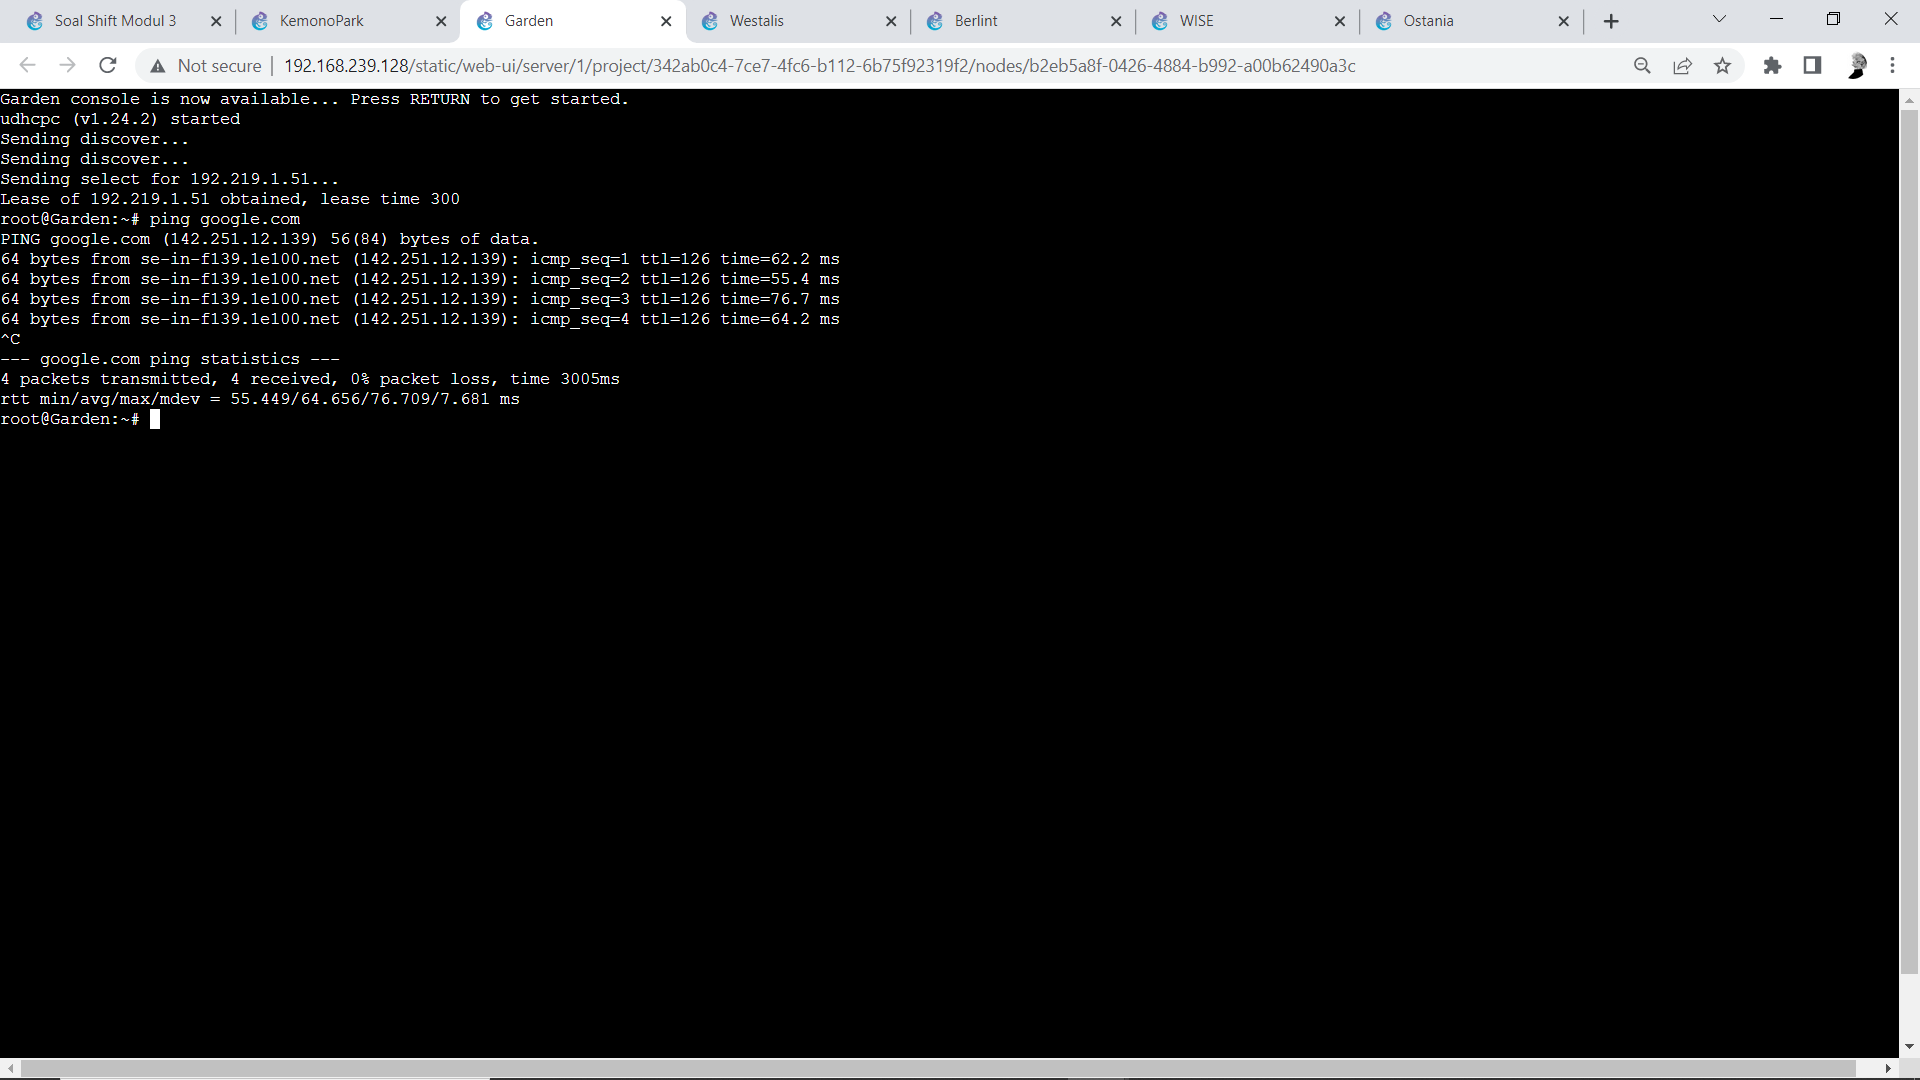 Soal Shift Modul 3
KemonoPark
Garden
Westalis
Berlint
WISE
Ostania
Not secure
192.168.239.128/static/web-ui/server/1/project/342ab0c4-7ce7-4fc6-b112-6b75f92319f2/nodes/b2eb5a8f-0426-4884-b992-a00b62490a3c
Garden console is now available... Press RETURN to get started.
udhcpc (v1.24.2) started
Sending discover...
Sending discover...
Sending select for 192.219.1.51...
Lease of 192.219.1.51 obtained, lease time 300
root@Garden:~# ping google.com
PING google.com (142.251.12.139) 56(84) bytes of data.
64 bytes from se-in-f139.1e100.net (142.251.12.139): icmp_seq=1 ttl=126 time=62.2 ms
64 bytes from se-in-f139.1e100.net (142.251.12.139): icmp_seq=2 ttl=126 time=55.4 ms
64 bytes from se-in-f139.1e100.net (142.251.12.139): icmp_seq=3 ttl=126 time=76.7 ms
64 bytes from se-in-f139.1e100.net (142.251.12.139): icmp_seq=4 ttl=126 time=64.2 ms
^C
--- google.com ping statistics ---
4 packets transmitted, 4 received, 0% packet loss, time 3005ms
rtt min/avg/max/mdev = 55.449/64.656/76.709/7.681 ms
root@Garden:~#